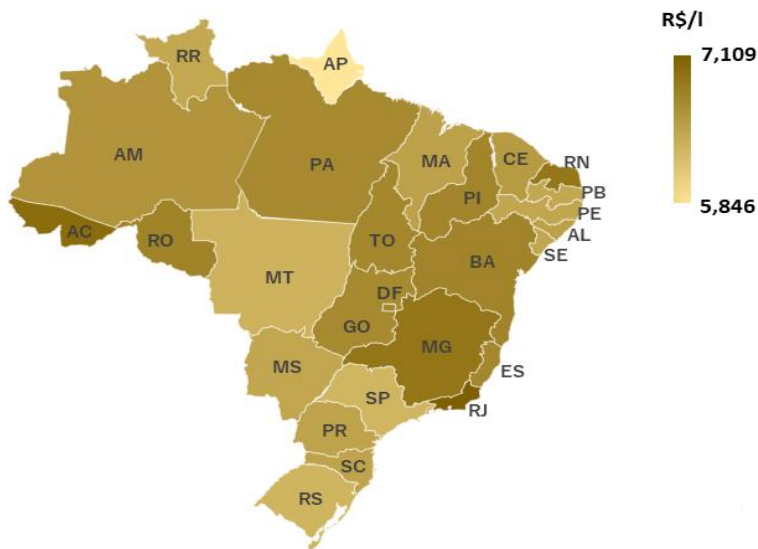 R$/l
7,109
5,846
RR
AP
AM
PA
MA
CE
RN
PB
PE
AL
SE
PI
AC
RO
TO
BA
MT
DF
GO
MG
ES
MS
SP
RJ
PR
SC
RS